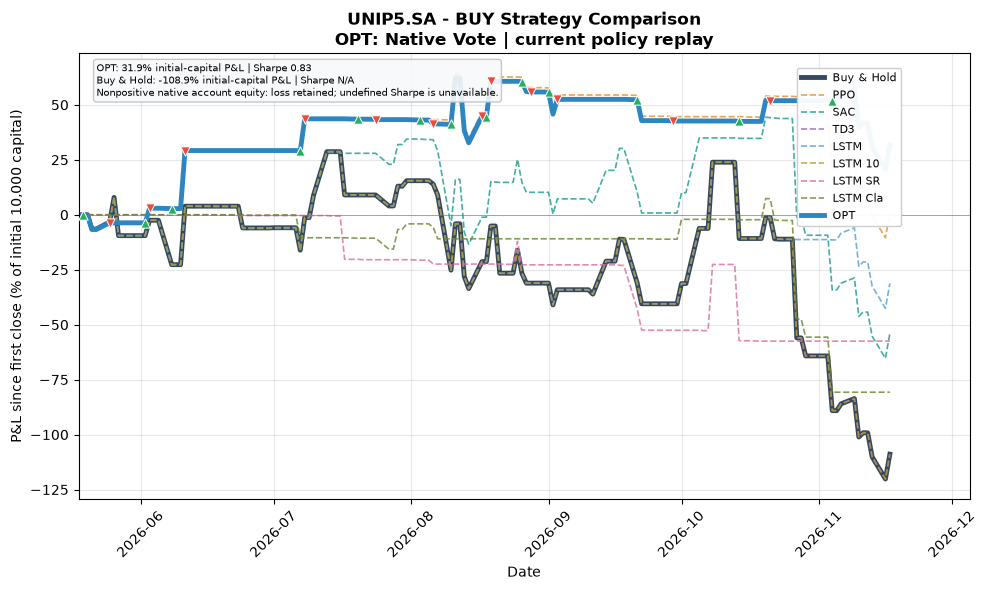 UNIP5.SA - BUY Strategy Comparison
OPT: Native Vote | current policy replay
OPT: 31.9% initial-capital P&L | Sharpe 0.83
Buy & Hold: -108.9% initial-capital P&L | Sharpe N/A
Nonpositive native account equity: loss retained; undefined Sharpe is unavailable.
Buy & Hold
PPO
SAC
TD3
LSTM
LSTM 10
LSTM SR
LSTM Cla
OPT
P&L since first close (% of initial 10,000 capital)
50
25
0
−25
−50
−75
−100
−125
2026-06
2026-07
2026-08
2026-09
2026-10
2026-11
2026-12
Date